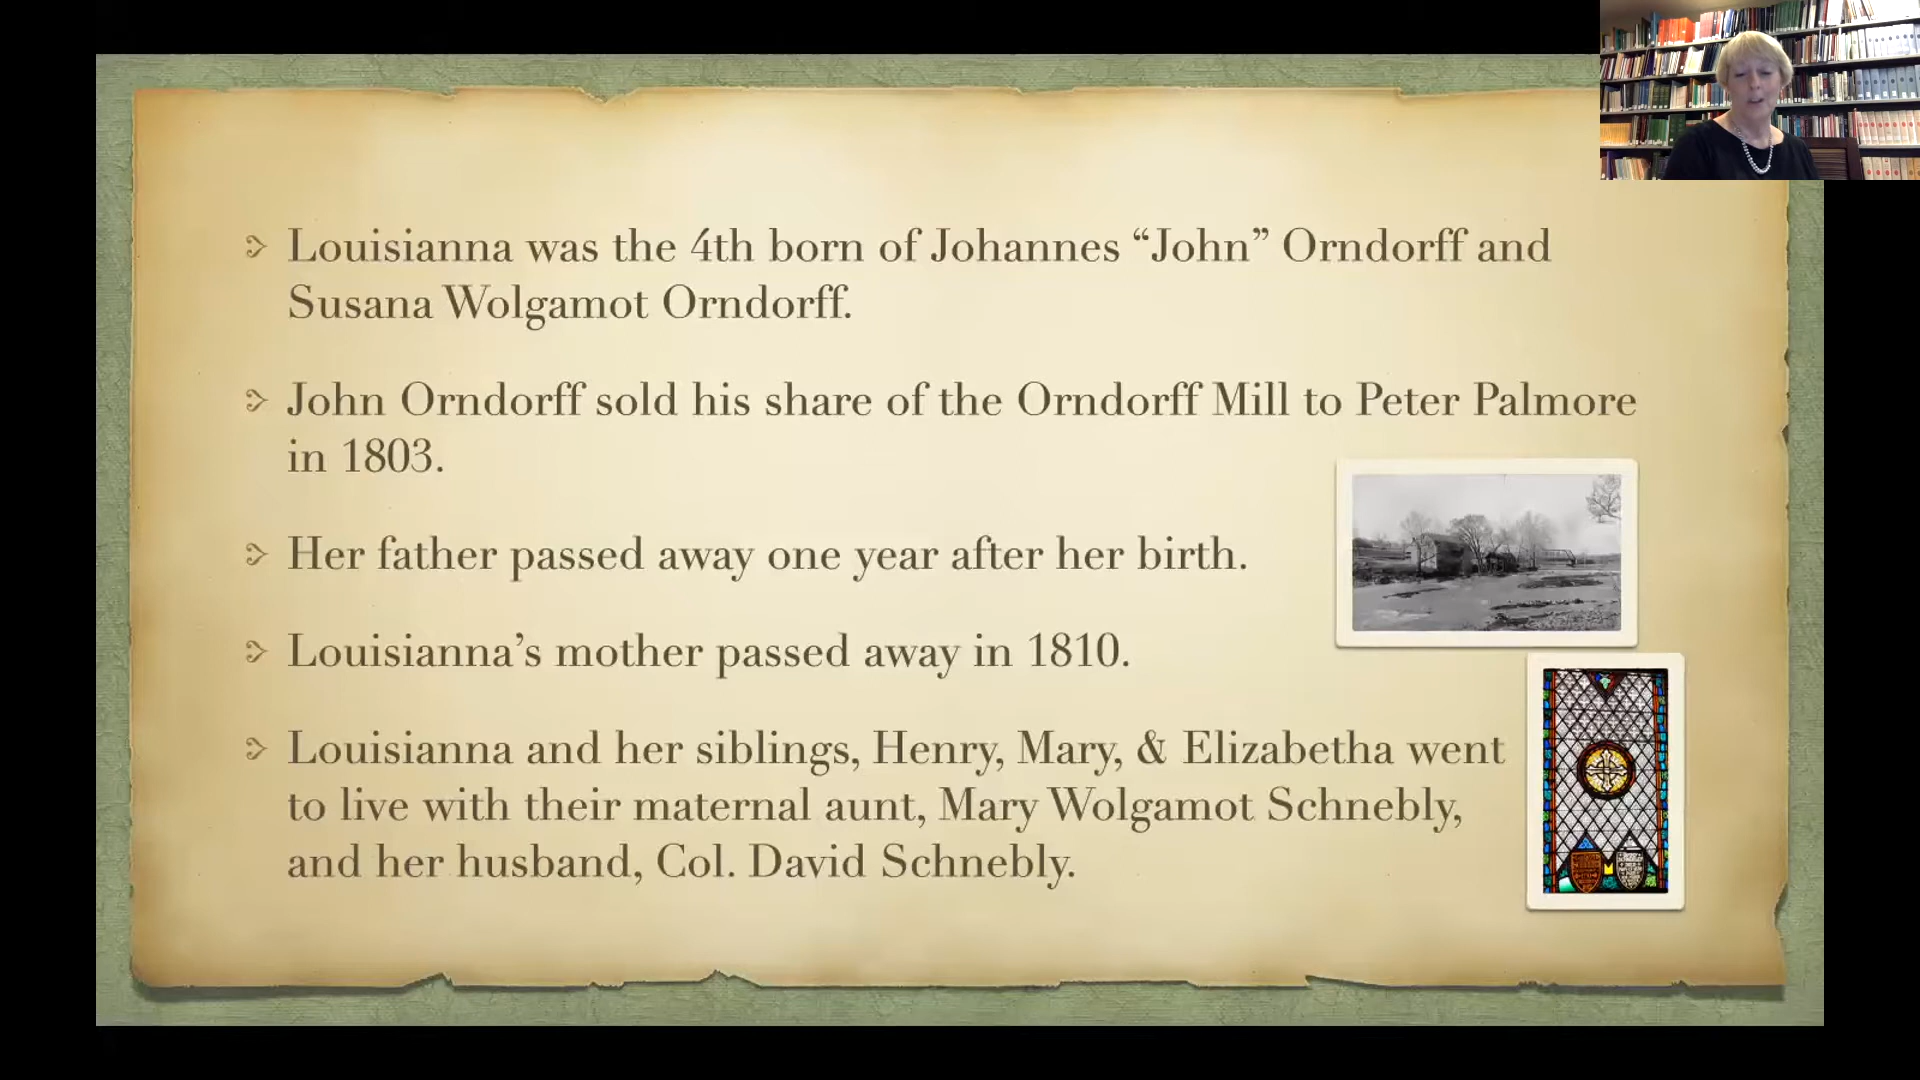 Louisianna was the 4th born of Johannes “John” Orndorff and
Susana Wolgamot Orndorff.
John Orndorff sold his share of the Orndorff Mill to Peter Palmore
in 1803.
Her father passed away one year after her birth.
Louisianna’s mother passed away in 1810.
Louisianna and her siblings, Henry, Mary, & Elizabetha went
to live with their maternal aunt, Mary Wolgamot Schnebly,
and her husband, Col. David Schnebly.